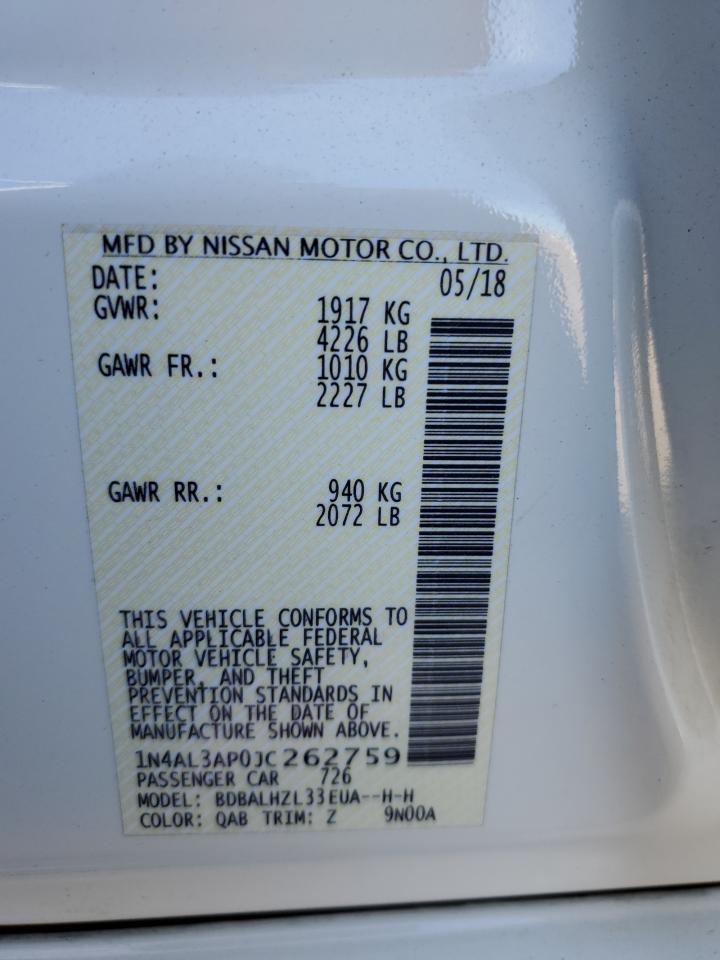 MFD BY NISSAN MOTOR CO., LTD.
DATE: 05/18
GVWR: 1917 KG
4226 LB
GAWR FR.: 1010 KG
2227 LB
GAWR RR.: 940 KG
2072 LB
THIS VEHICLE CONFORMS TO
ALL APPLICABLE FEDERAL
MOTOR VEHICLE SAFETY,
BUMPER, AND THEFT
PREVENTION STANDARDS IN
EFFECT ON THE DATE OF
MANUFACTURE SHOWN ABOVE.
1N4AL3AP0JC262759
PASSENGER CAR 726
MODEL: BDBALHZL33EUA--H-H
COLOR: QAB TRIM: Z 9N00A